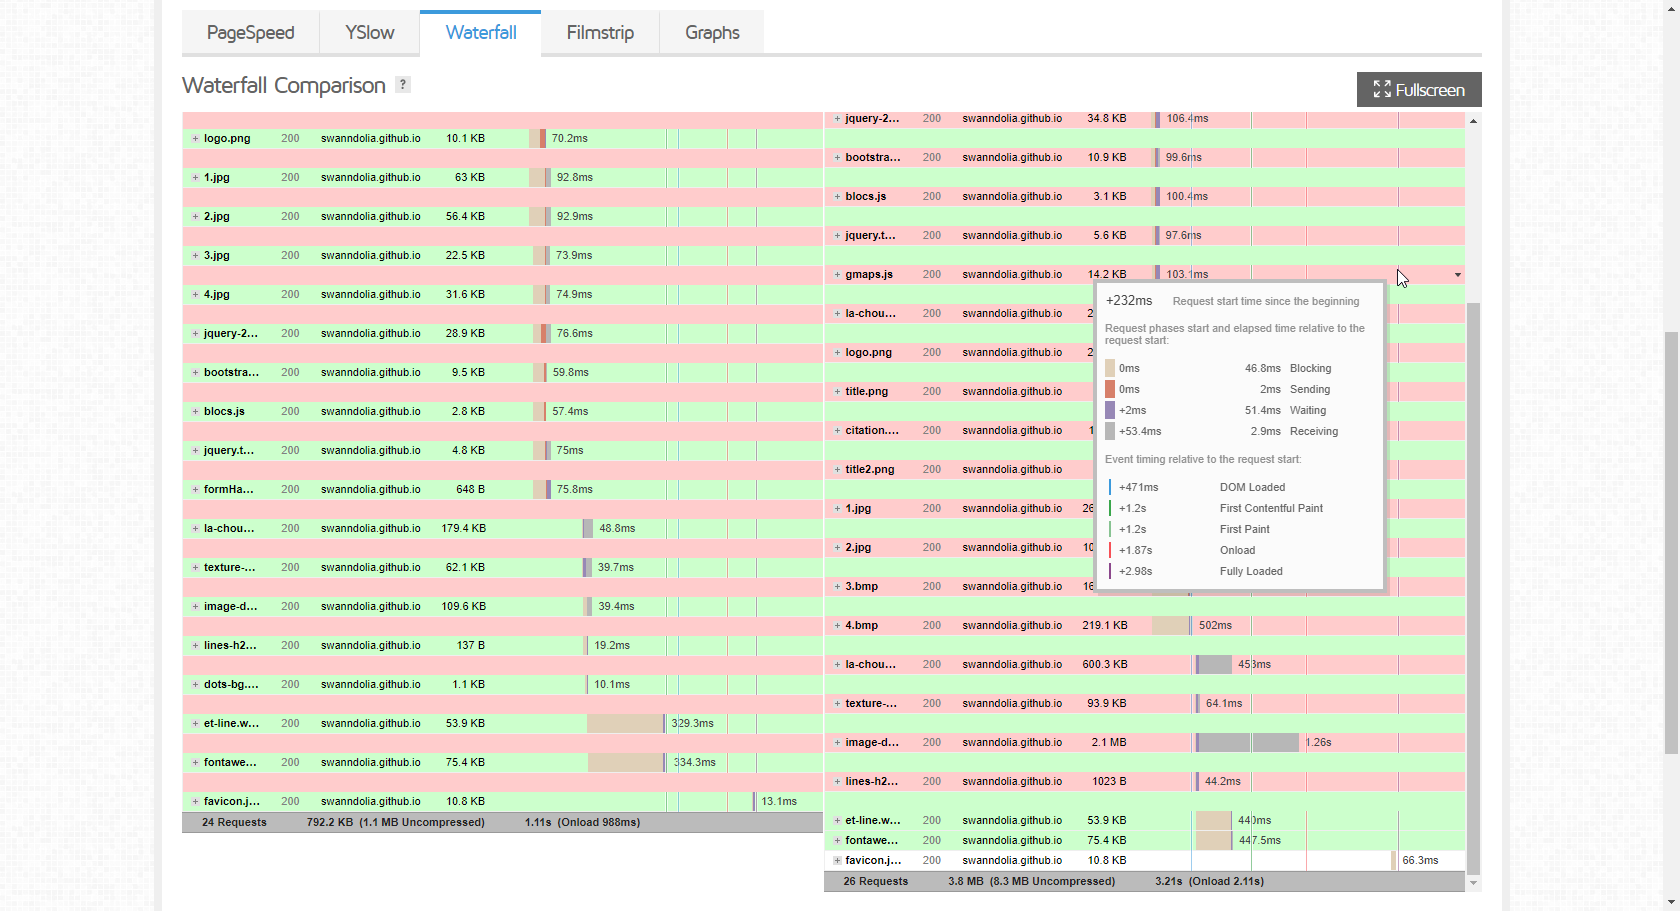 PageSpeed YSlow Waterfall Filmstrip Graphs
Waterfall Comparison ?
Fullscreen
logo.png 200 swanndolia.github.io 10.1 KB 70.2ms
1.jpg 200 swanndolia.github.io 63 KB 92.8ms
2.jpg 200 swanndolia.github.io 56.4 KB 92.9ms
3.jpg 200 swanndolia.github.io 22.5 KB 73.9ms
4.jpg 200 swanndolia.github.io 31.6 KB 74.9ms
jquery-2... 200 swanndolia.github.io 28.9 KB 76.6ms
bootstra... 200 swanndolia.github.io 9.5 KB 59.8ms
blocs.js 200 swanndolia.github.io 2.8 KB 57.4ms
jquery.t... 200 swanndolia.github.io 4.8 KB 75ms
formHa... 200 swanndolia.github.io 648 B 75.8ms
la-chou... 200 swanndolia.github.io 179.4 KB 48.8ms
texture-... 200 swanndolia.github.io 62.1 KB 39.7ms
image-d... 200 swanndolia.github.io 109.6 KB 39.4ms
lines-h2... 200 swanndolia.github.io 137 B 19.2ms
dots-bg.... 200 swanndolia.github.io 1.1 KB 10.1ms
et-line.w... 200 swanndolia.github.io 53.9 KB 329.3ms
fontawe... 200 swanndolia.github.io 75.4 KB 334.3ms
favicon.j... 200 swanndolia.github.io 10.8 KB 13.1ms
24 Requests 792.2 KB (1.1 MB Uncompressed) 1.11s (Onload 988ms)
jquery-2... 200 swanndolia.github.io 34.8 KB 106.4ms
bootstra... 200 swanndolia.github.io 10.9 KB 99.6ms
blocs.js 200 swanndolia.github.io 3.1 KB 100.4ms
jquery.t... 200 swanndolia.github.io 5.6 KB 97.6ms
gmaps.js 200 swanndolia.github.io 14.2 KB 103.1ms
la-chou... 200 swanndolia.github.io 2
logo.png 200 swanndolia.github.io 2
title.png 200 swanndolia.github.io
citation.... 200 swanndolia.github.io 1
title2.png 200 swanndolia.github.io
1.jpg 200 swanndolia.github.io 26
2.jpg 200 swanndolia.github.io 10
3.bmp 200 swanndolia.github.io 16
4.bmp 200 swanndolia.github.io 219.1 KB 502ms
la-chou... 200 swanndolia.github.io 600.3 KB 453ms
texture-... 200 swanndolia.github.io 93.9 KB 64.1ms
image-d... 200 swanndolia.github.io 2.1 MB 1.26s
lines-h2... 200 swanndolia.github.io 1023 B 44.2ms
et-line.w... 200 swanndolia.github.io 53.9 KB 440ms
fontawe... 200 swanndolia.github.io 75.4 KB 447.5ms
favicon.j... 200 swanndolia.github.io 10.8 KB 66.3ms
26 Requests 3.8 MB (8.3 MB Uncompressed) 3.21s (Onload 2.11s)
+232ms Request start time since the beginning
Request phases start and elapsed time relative to the
request start:
0ms 46.8ms Blocking
0ms 2ms Sending
+2ms 51.4ms Waiting
+53.4ms 2.9ms Receiving
Event timing relative to the request start:
+471ms DOM Loaded
+1.2s First Contentful Paint
+1.2s First Paint
+1.87s Onload
+2.98s Fully Loaded